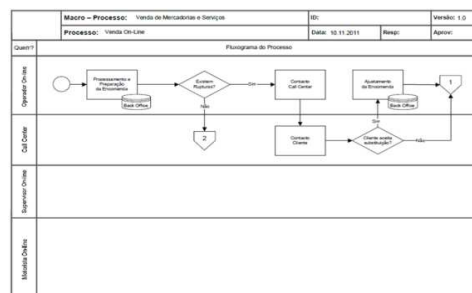 Macro – Processo: Venda de Mercadorias e Serviços
ID:
Versão: 1.0
Processo: Venda On-Line
Data: 10.11.2011
Resp:
Aprov:
Quem?
Fluxograma do Processo
Operador On-line
Processamento e
Preparação
da Encomenda
Back Office
Existem
Rupturas?
Sim
Não
2
Contacto
Call Center
Ajustamento
da Encomenda
Back Office
1
Call Center
Contacto
Cliente
Cliente aceita
substituição?
Sim
Não
Supervisor On-line
Motorista On-line